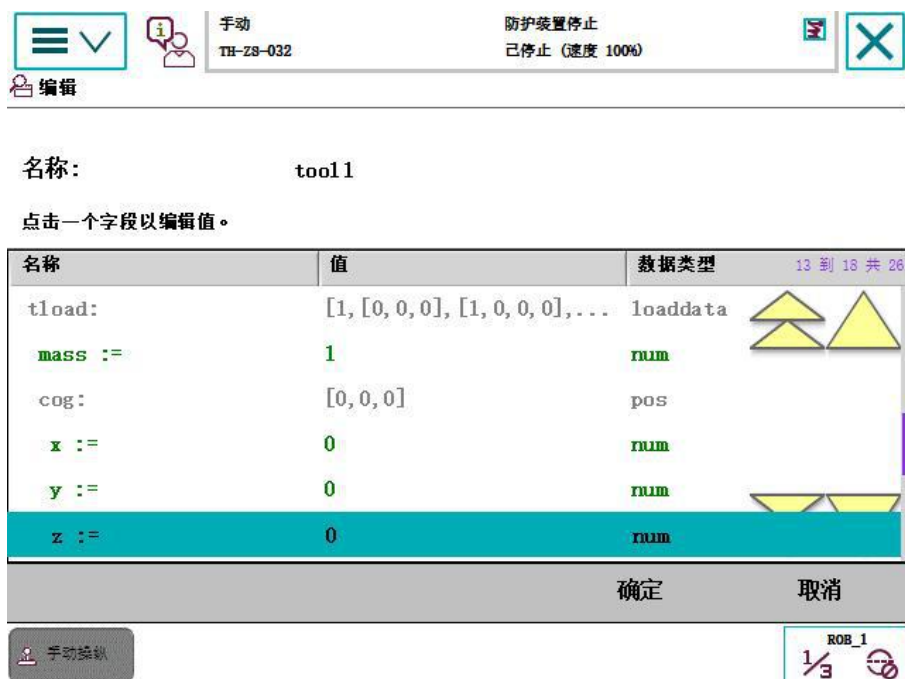 手动
防护装置停止
TH-ZS-032
已停止 (速度 100%)
编辑
名称:
tool1
点击一个字段以编辑值。
名称 值 数据类型 13 到 18 共 26
tload: [1,[0,0,0],[1,0,0,0],... loaddata
mass := 1 num
cog: [0,0,0] pos
x := 0 num
y := 0 num
z := 0 num
确定 取消
手动操纵
ROB_1
1/3